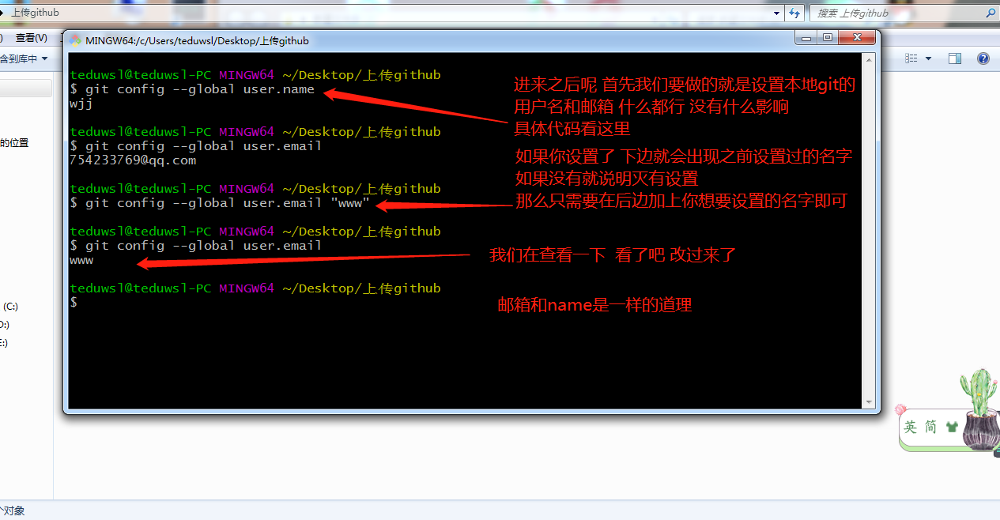 上传github
搜索 上传github
查看(V)
MINGW64:/c/Users/teduwsl/Desktop/上传github
含到库中
teduwsl@teduwsl-PC MINGW64 ~/Desktop/上传github
$ git config --global user.name
wjj
teduwsl@teduwsl-PC MINGW64 ~/Desktop/上传github
$ git config --global user.email
754233769@qq.com
teduwsl@teduwsl-PC MINGW64 ~/Desktop/上传github
$ git config --global user.email "www"
teduwsl@teduwsl-PC MINGW64 ~/Desktop/上传github
$ git config --global user.email
www
teduwsl@teduwsl-PC MINGW64 ~/Desktop/上传github
$
进来之后呢 首先我们要做的就是设置本地git的
用户名和邮箱 什么都行 没有什么影响
具体代码看这里
如果你设置了 下边就会出现之前设置过的名字
如果没有就说明灭有设置
那么只需要在后边加上你想要设置的名字即可
我们在查看一下 看了吧 改过来了
邮箱和name是一样的道理
的位置
(C:)
D:)
E:)
英 简
个对象